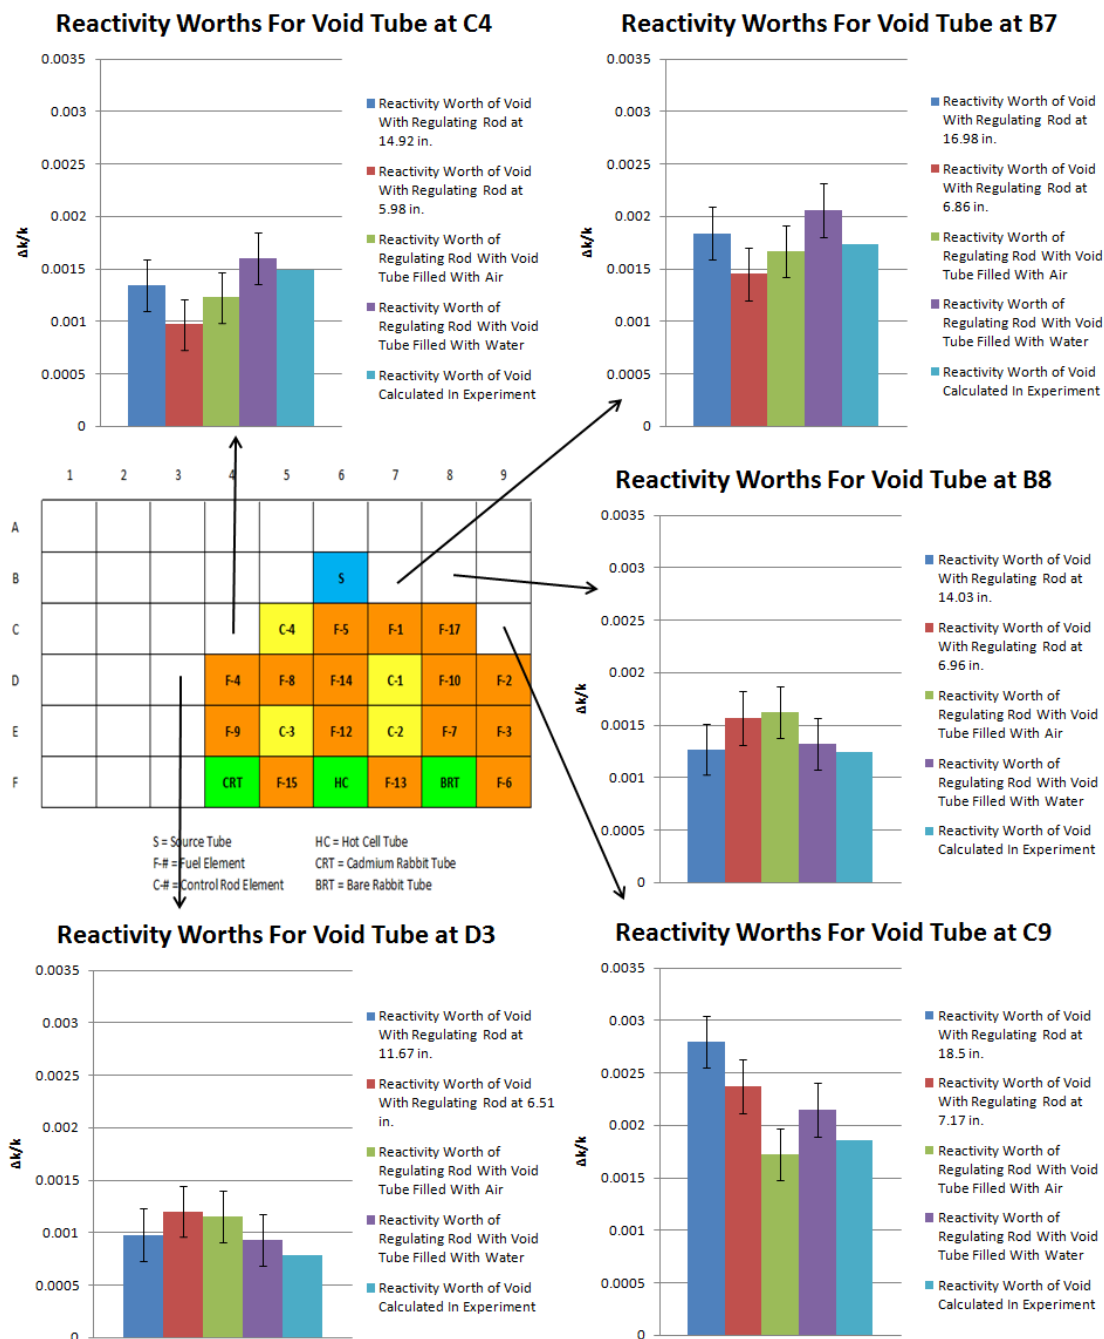 Reactivity Worths For Void Tube at C4
0.0035
0.003
0.0025
0.002
0.0015
0.001
0.0005
0
Δk/k
Reactivity Worth of Void
With Regulating Rod at
14.92 in.
Reactivity Worth of Void
With Regulating Rod at
5.98 in.
Reactivity Worth of
Regulating Rod With Void
Tube Filled With Air
Reactivity Worth of
Regulating Rod With Void
Tube Filled With Water
Reactivity Worth of Void
Calculated In Experiment
Reactivity Worths For Void Tube at B7
0.0035
0.003
0.0025
0.002
0.0015
0.001
0.0005
0
Δk/k
Reactivity Worth of Void
With Regulating Rod at
16.98 in.
Reactivity Worth of Void
With Regulating Rod at
6.86 in.
Reactivity Worth of
Regulating Rod With Void
Tube Filled With Air
Reactivity Worth of
Regulating Rod With Void
Tube Filled With Water
Reactivity Worth of Void
Calculated In Experiment
1 2 3 4 5 6 7 8 9
A
B S
C C-4 F-5 F-1 F-17
D F-4 F-8 F-14 C-1 F-10 F-2
E F-9 C-3 F-12 C-2 F-7 F-3
F CRT F-15 HC F-13 BRT F-6
S = Source Tube HC = Hot Cell Tube
F-# = Fuel Element CRT = Cadmium Rabbit Tube
C-# = Control Rod Element BRT = Bare Rabbit Tube
Reactivity Worths For Void Tube at B8
0.0035
0.003
0.0025
0.002
0.0015
0.001
0.0005
0
Δk/k
Reactivity Worth of Void
With Regulating Rod at
14.03 in.
Reactivity Worth of Void
With Regulating Rod at
6.96 in.
Reactivity Worth of
Regulating Rod With Void
Tube Filled With Air
Reactivity Worth of
Regulating Rod With Void
Tube Filled With Water
Reactivity Worth of Void
Calculated In Experiment
Reactivity Worths For Void Tube at D3
0.0035
0.003
0.0025
0.002
0.0015
0.001
0.0005
0
Δk/k
Reactivity Worth of Void
With Regulating Rod at
11.67 in.
Reactivity Worth of Void
With Regulating Rod at 6.51
in.
Reactivity Worth of
Regulating Rod With Void
Tube Filled With Air
Reactivity Worth of
Regulating Rod With Void
Tube Filled With Water
Reactivity Worth of Void
Calculated In Experiment
Reactivity Worths For Void Tube at C9
0.0035
0.003
0.0025
0.002
0.0015
0.001
0.0005
0
Δk/k
Reactivity Worth of Void
With Regulating Rod at
18.5 in.
Reactivity Worth of Void
With Regulating Rod at
7.17 in.
Reactivity Worth of
Regulating Rod With Void
Tube Filled With Air
Reactivity Worth of
Regulating Rod With Void
Tube Filled With Water
Reactivity Worth of Void
Calculated In Experiment